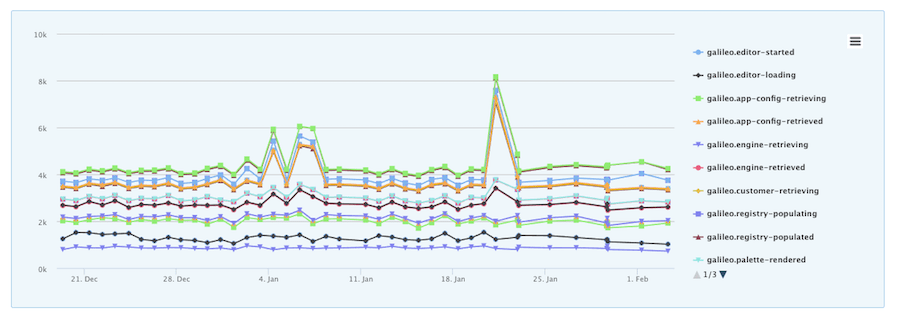 10k
8k
6k
4k
2k
0k
21. Dec
28. Dec
4. Jan
11. Jan
18. Jan
25. Jan
1. Feb
galileo.editor-started
galileo.editor-loading
galileo.app-config-retrieving
galileo.app-config-retrieved
galileo.engine-retrieving
galileo.engine-retrieved
galileo.customer-retrieving
galileo.registry-populating
galileo.registry-populated
galileo.palette-rendered
1/3